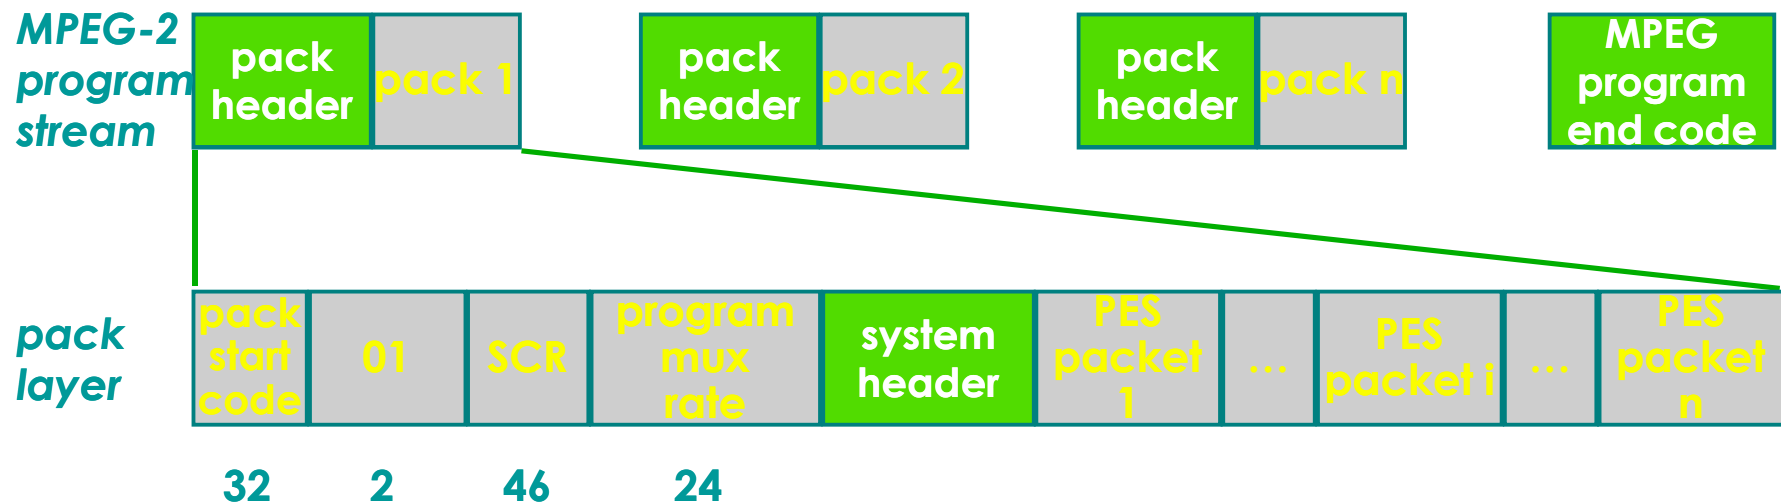 MPEG-2
program
stream
pack
header
pack 1
pack
header
pack 2
pack
header
pack n
MPEG
program
end code
pack
layer
pack
start
code
01
SCR
program
mux
rate
system
header
PES
packet
1
...
PES
packet i
...
PES
packet
n
32
2
46
24